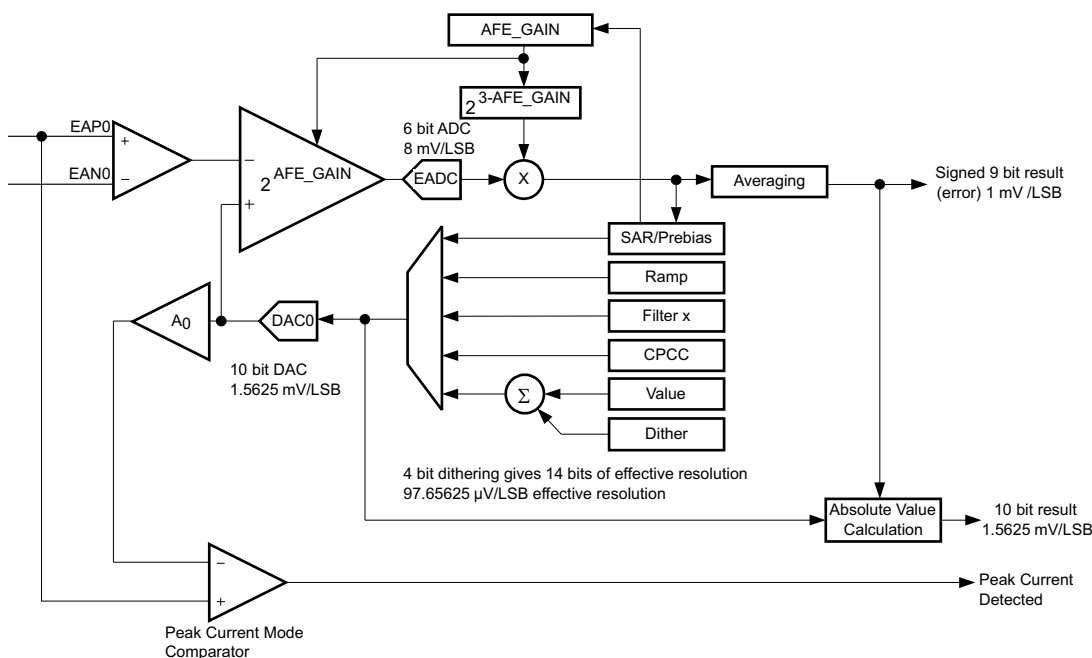 AFE_GAIN
2 3-AFE_GAIN
6 bit ADC
8 mV/LSB
EAP0
+
EAN0
−
−
2 AFE_GAIN
+
EADC
X
Averaging
Signed 9 bit result
(error) 1 mV /LSB
SAR/Prebias
Ramp
Filter x
CPCC
Value
Dither
Σ
A0
DAC0
10 bit DAC
1.5625 mV/LSB
4 bit dithering gives 14 bits of effective resolution
97.65625 μV/LSB effective resolution
Absolute Value
Calculation
10 bit result
1.5625 mV/LSB
−
+
Peak Current Detected
Peak Current Mode
Comparator